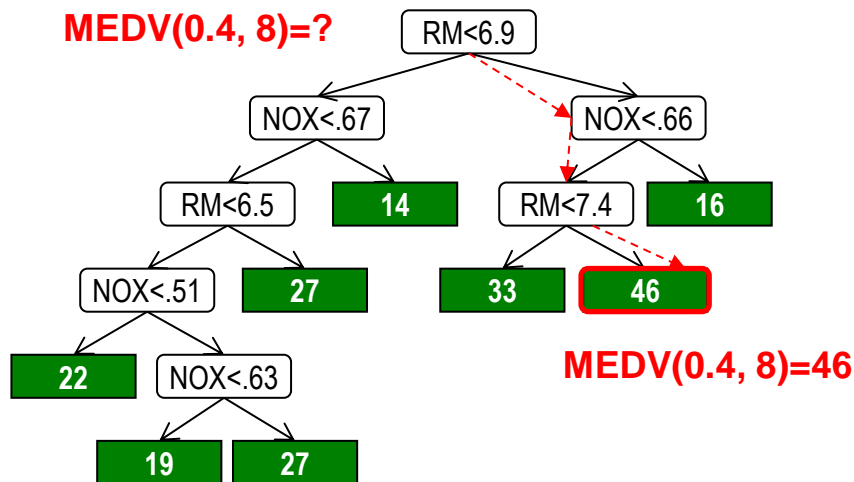 MEDV(0.4, 8)=?
RM<6.9
NOX<.67
NOX<.66
RM<6.5
14
RM<7.4
16
NOX<.51
27
33
46
22
NOX<.63
MEDV(0.4, 8)=46
19
27